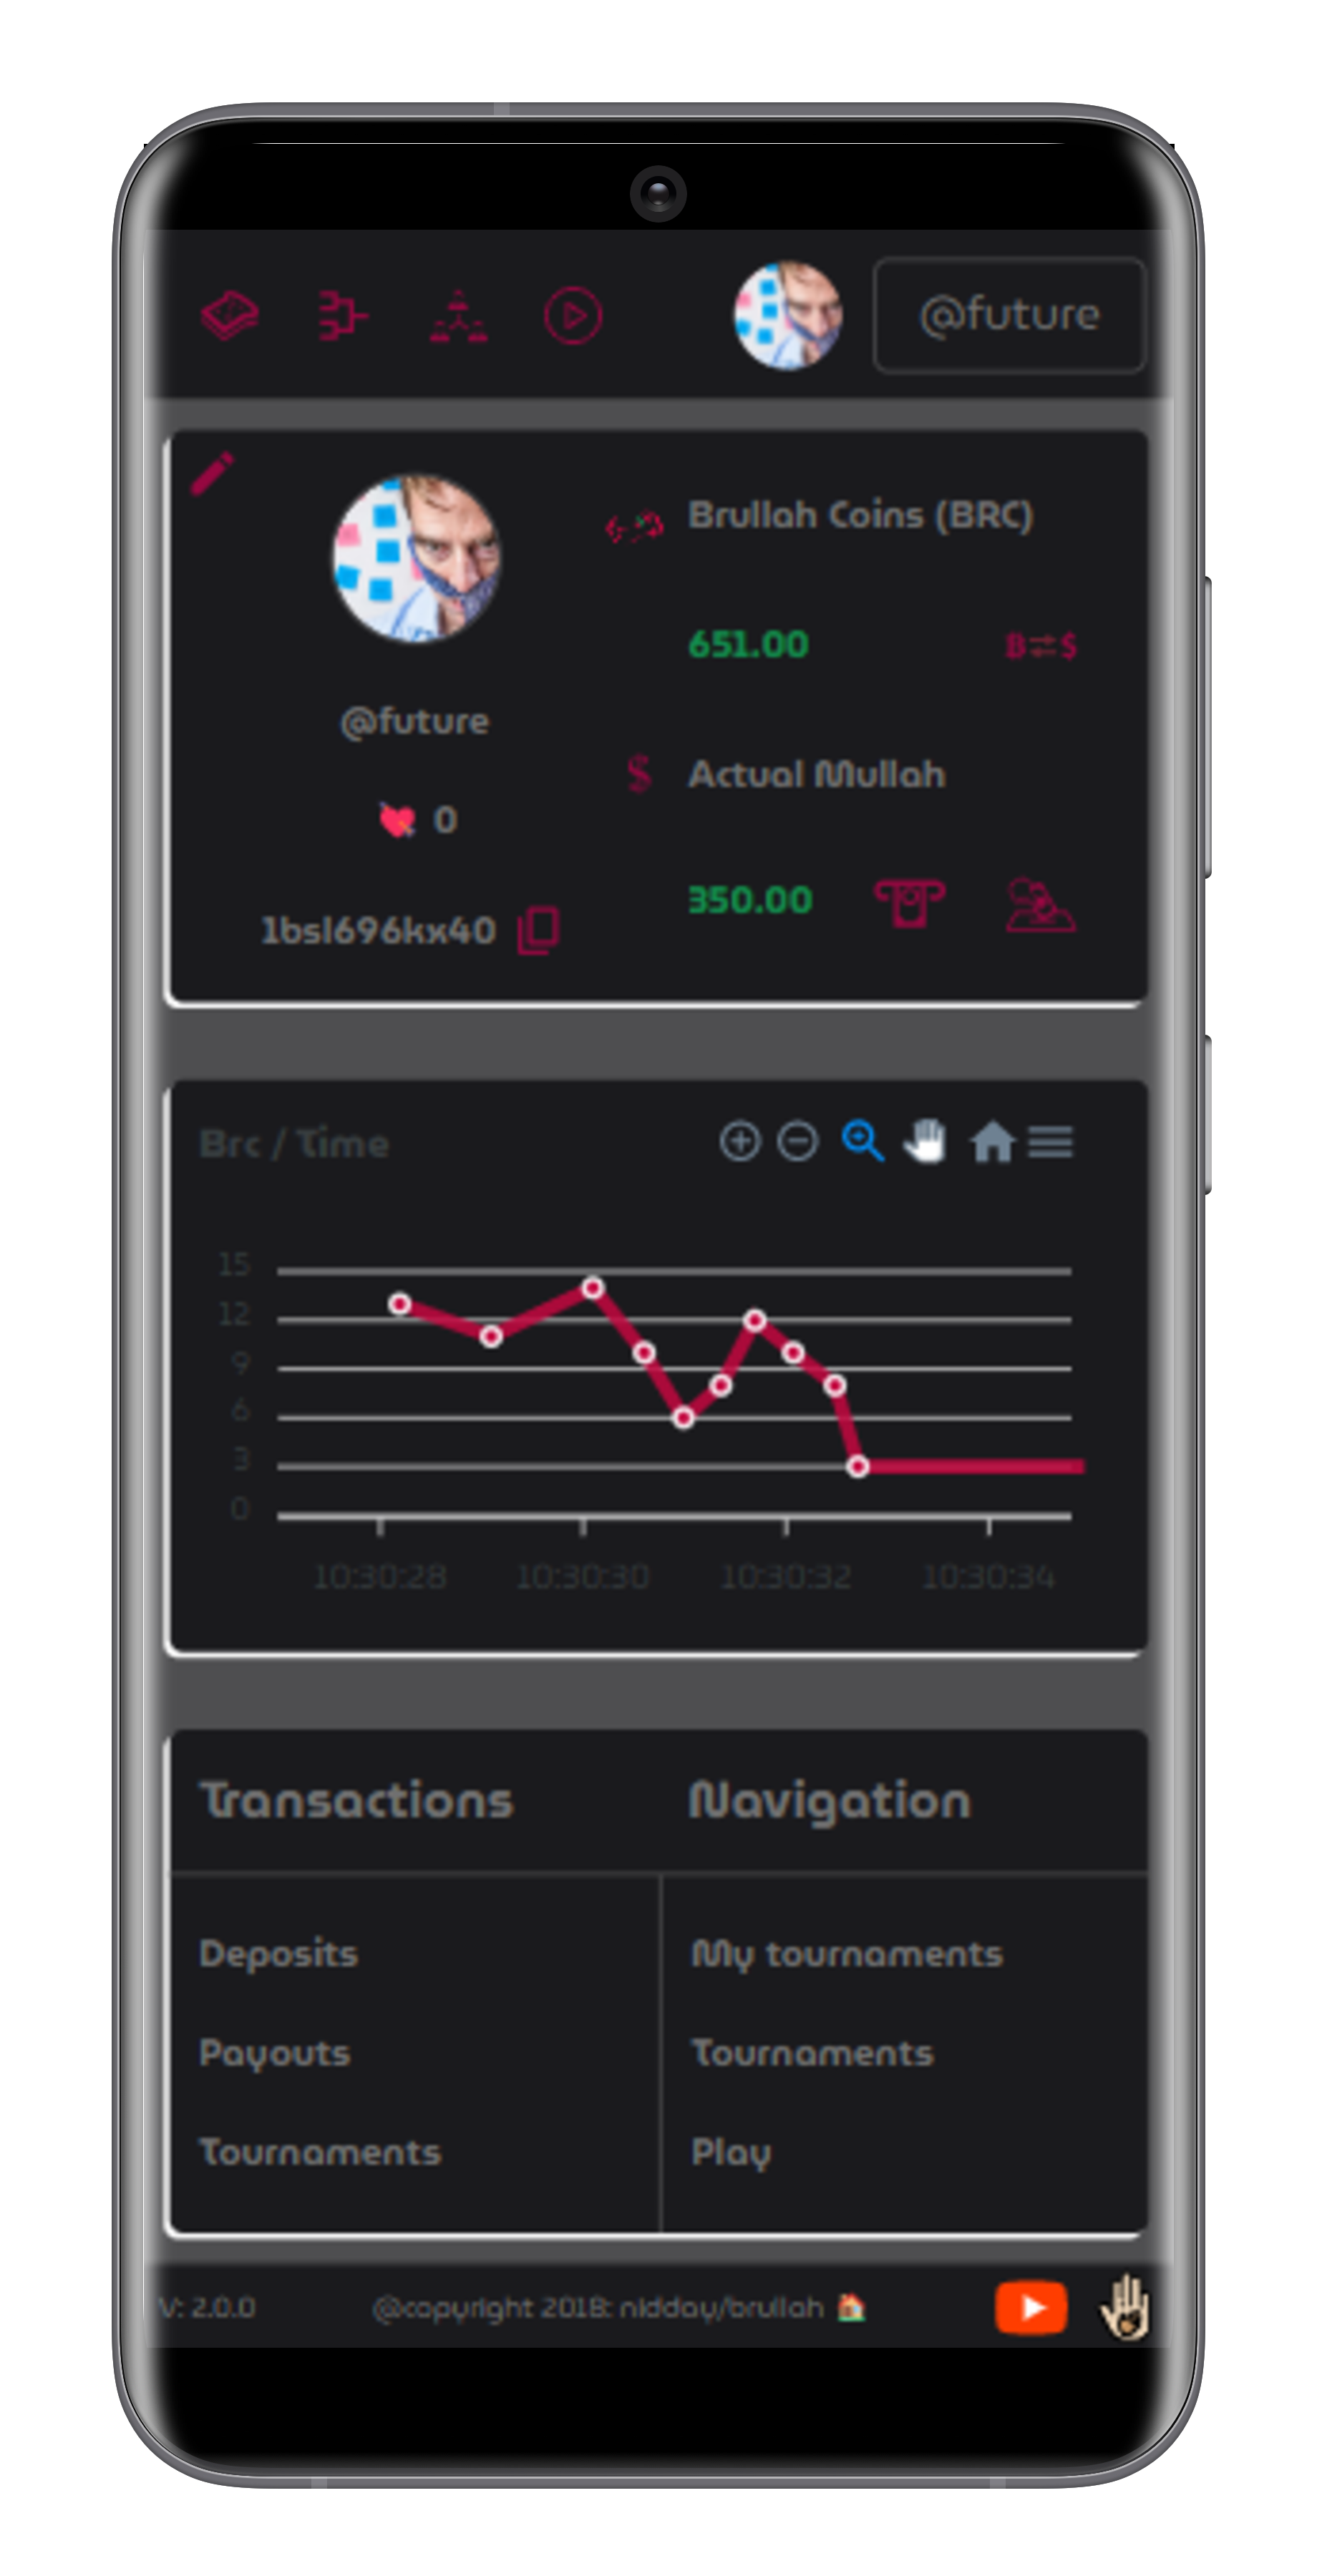 @future
Brullah Coins (BRC)
651.00
B⇄$
@future
$ Actual Mullah
0
350.00
1bsl696kx40
Brc / Time
15
12
9
6
3
0
10:30:28 10:30:30 10:30:32 10:30:34
Transactions Navigation
Deposits My tournaments
Payouts Tournaments
Tournaments Play
V: 2.0.0 @copyright 2018: nidday/brullah